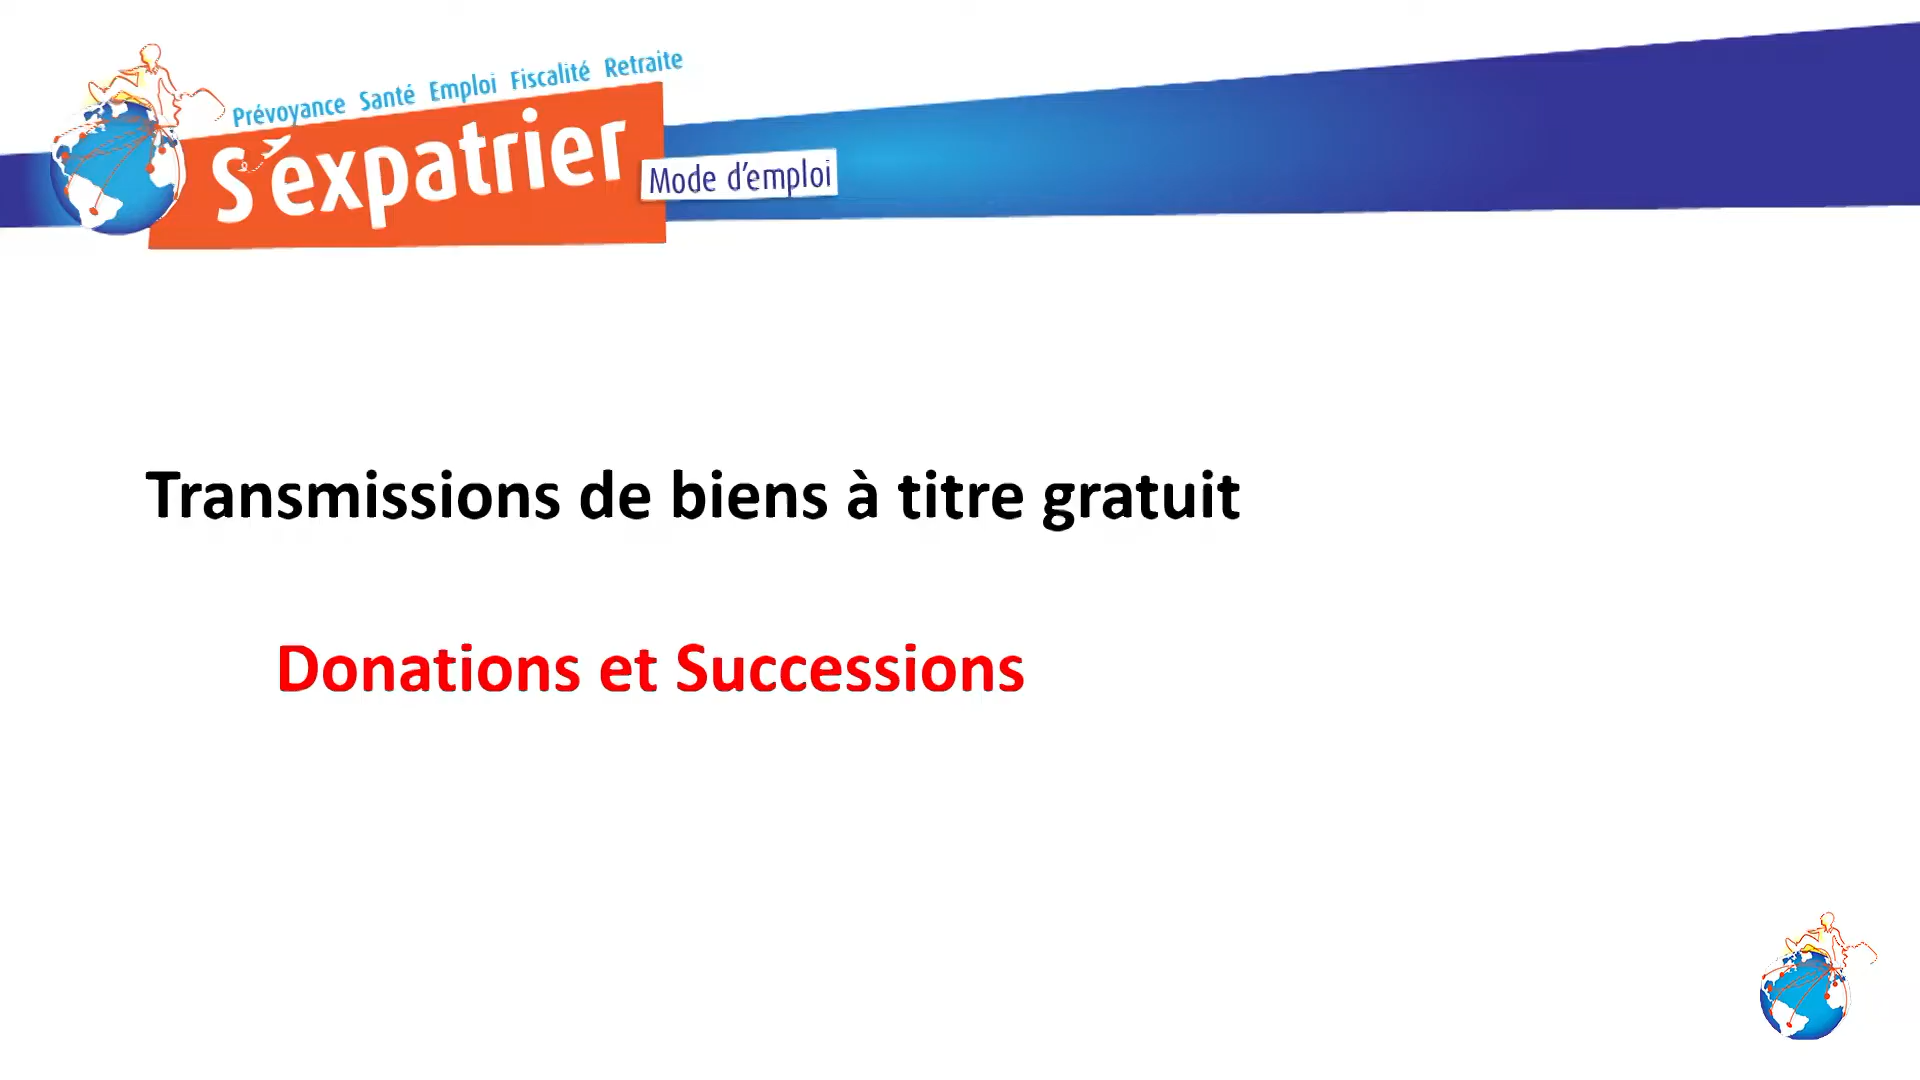 Prévoyance Santé Emploi Fiscalité Retraite
S'expatrier
Mode d'emploi
Transmissions de biens à titre gratuit
Donations et Successions